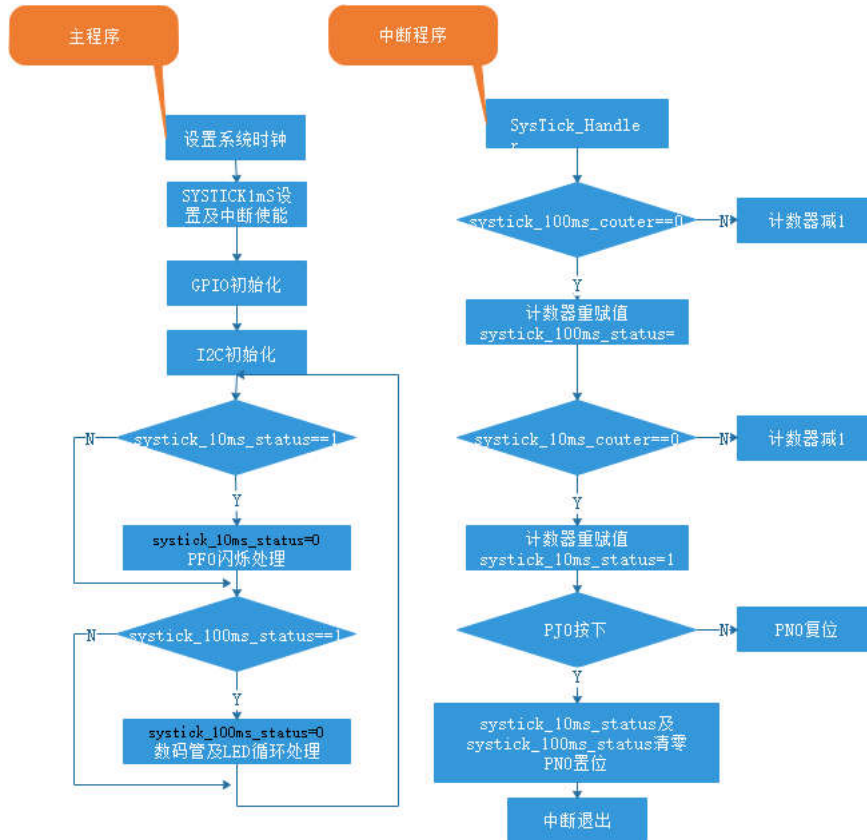 主程序
设置系统时钟
SYSTICK1mS设
置及中断使能
GPIO初始化
I2C初始化
systick_10ms_status==1
N
Y
systick_10ms_status=0
PF0闪烁处理
systick_100ms_status==1
N
Y
systick_100ms_status=0
数码管及LED循环处理
中断程序
SysTick_Handle
r
systick_100ms_couter==0
N
计数器减1
Y
计数器重赋值
systick_100ms_status=
systick_10ms_couter==0
N
计数器减1
Y
计数器重赋值
systick_10ms_status=1
PJ0按下
N
PN0复位
Y
systick_10ms_status及
systick_100ms_status清零
PN0置位
中断退出